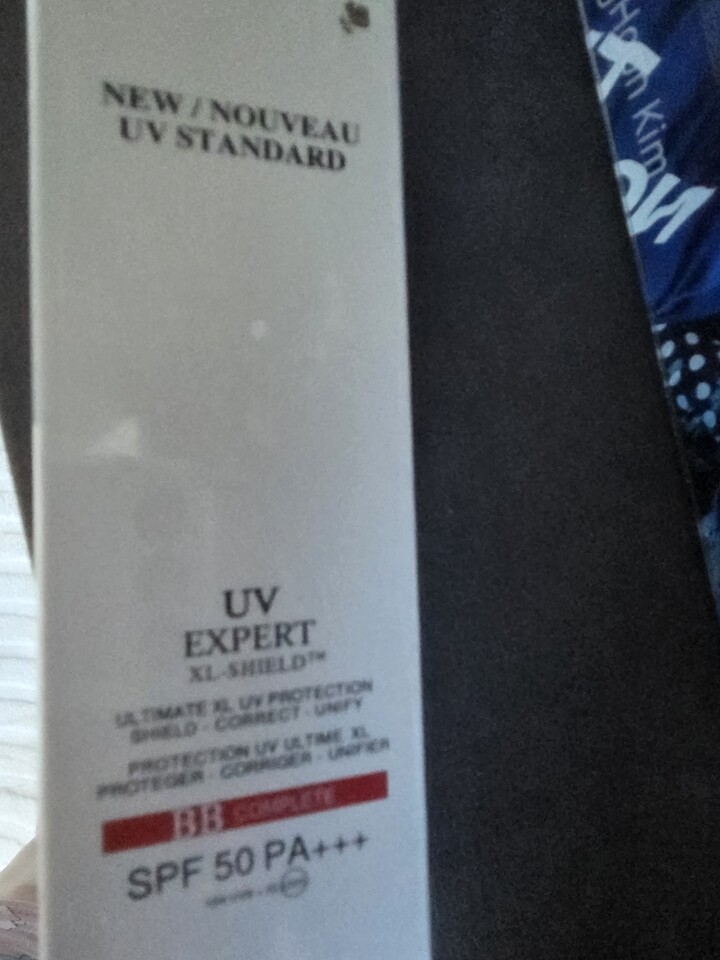 NEW / NOUVEAU
UV STANDARD
UV
EXPERT
XL-SHIELD™
ULTIMATE XL UV PROTECTION
SHIELD - CORRECT - UNIFY
PROTECTION UV ULTIME XL
PROTEGER - CORRIGER - UNIFIER
BB COMPLETE
SPF 50 PA+++
Kim